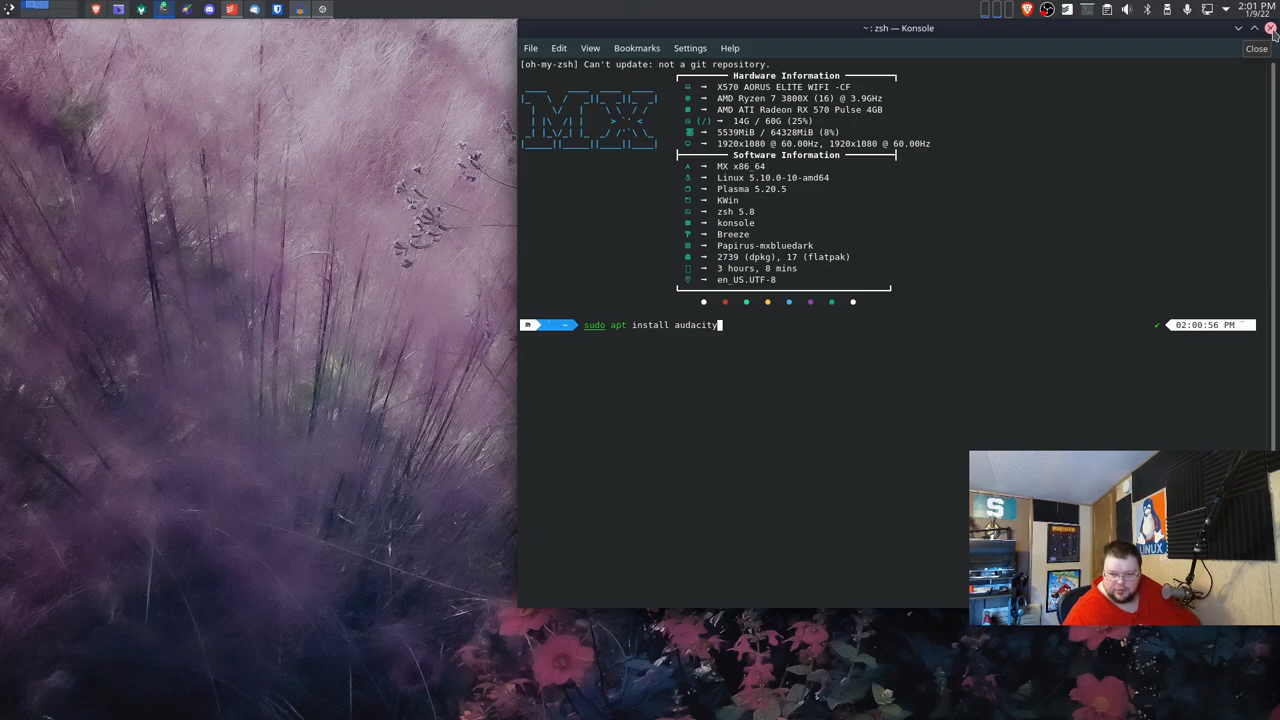 2:01 PM
1/9/22
~ : zsh — Konsole
File Edit View Bookmarks Settings Help
Close
[oh-my-zsh] Can't update: not a git repository.
Hardware Information
X570 AORUS ELITE WIFI -CF
AMD Ryzen 7 3800X (16) @ 3.9GHz
AMD ATI Radeon RX 570 Pulse 4GB
(/) → 14G / 60G (25%)
5539MiB / 64328MiB (8%)
1920x1080 @ 60.00Hz, 1920x1080 @ 60.00Hz
Software Information
MX x86_64
Linux 5.10.0-10-amd64
Plasma 5.20.5
KWin
zsh 5.8
konsole
Breeze
Papirus-mxbluedark
2739 (dpkg), 17 (flatpak)
3 hours, 8 mins
en_US.UTF-8
m ~ sudo apt install audacity ✔ 02:00:56 PM
S
LINUX